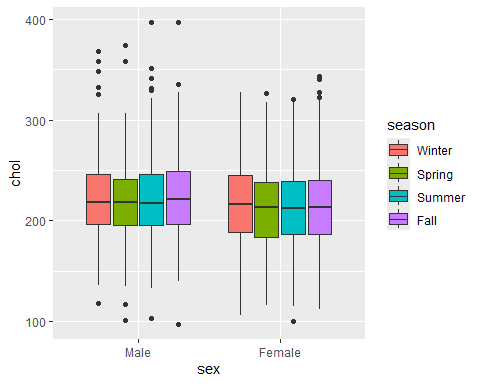 400
300
200
100
chol
Male
Female
sex
season
Winter
Spring
Summer
Fall